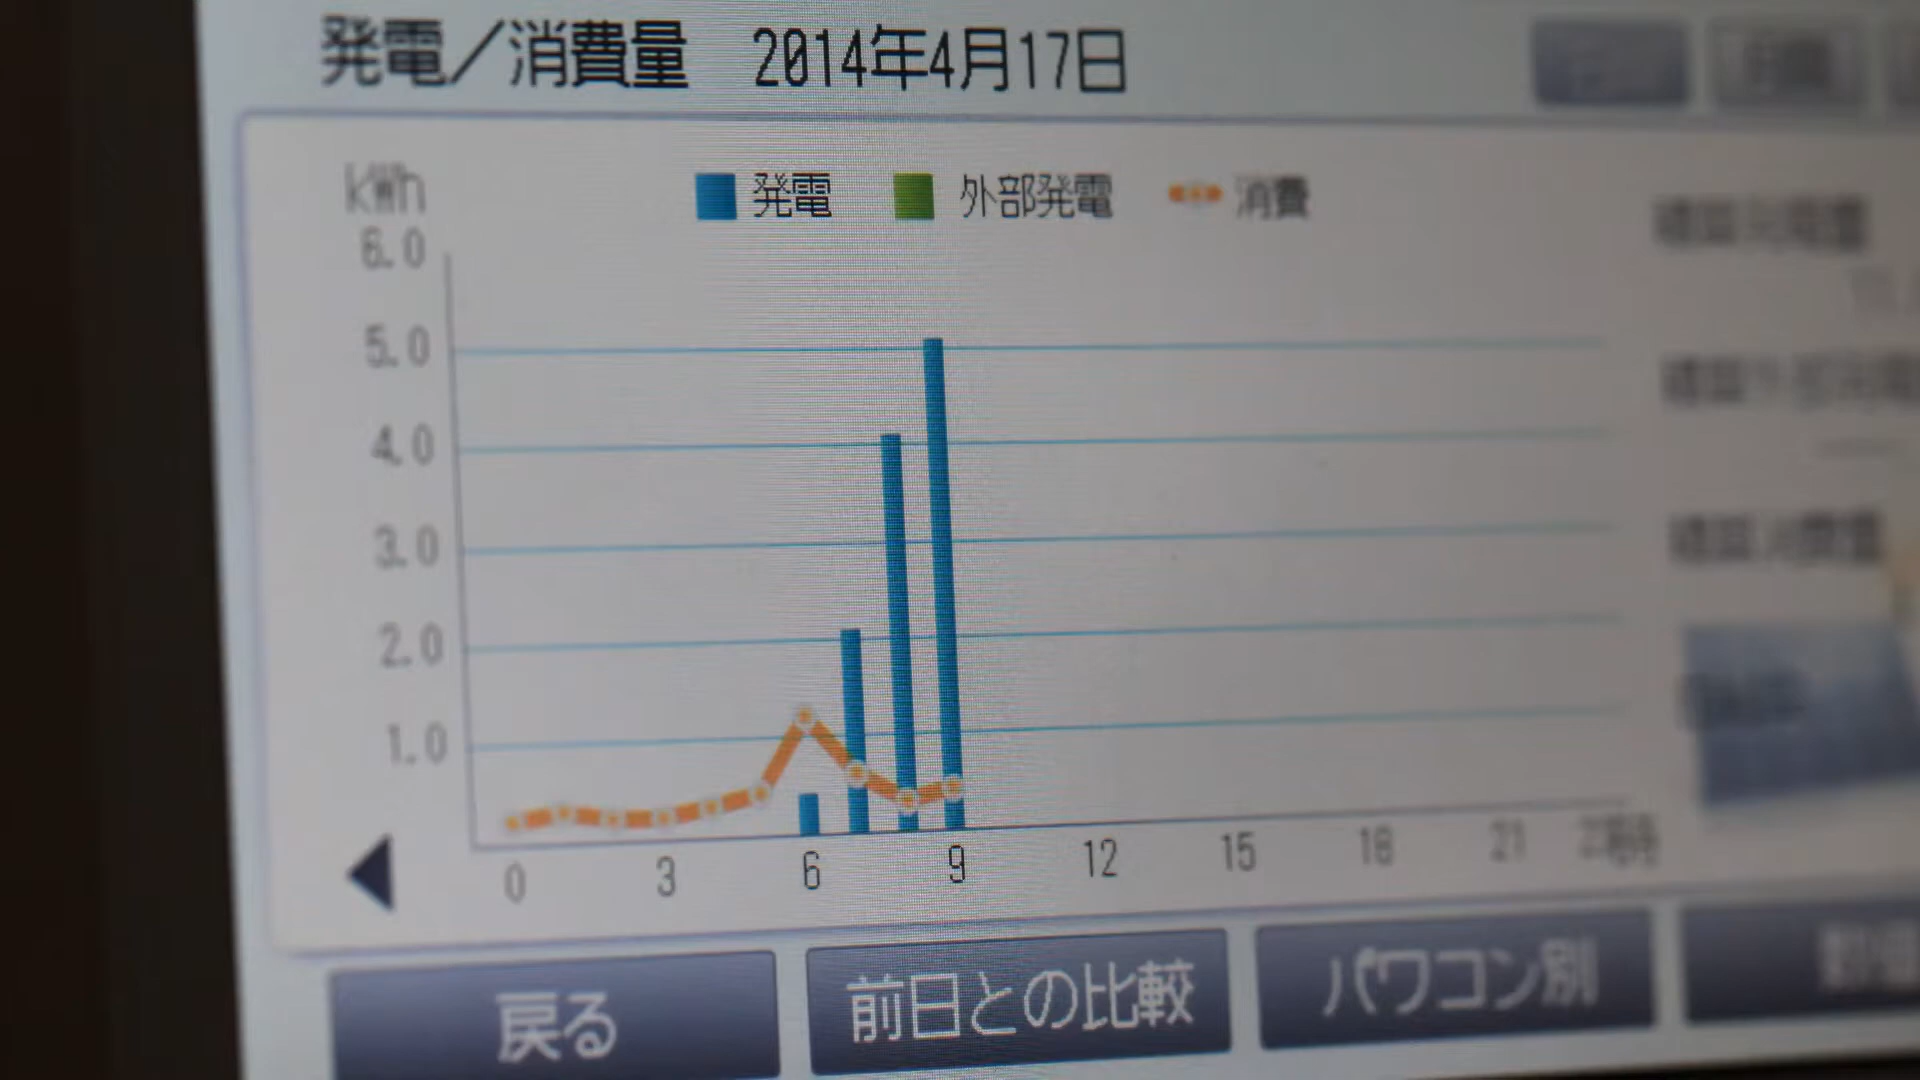 発電／消費量 2014年4月17日
kWh
発電 外部発電 消費
6.0
5.0
4.0
3.0
2.0
1.0
0 3 6 9 12 15 18 21
戻る 前日との比較 パワコン別